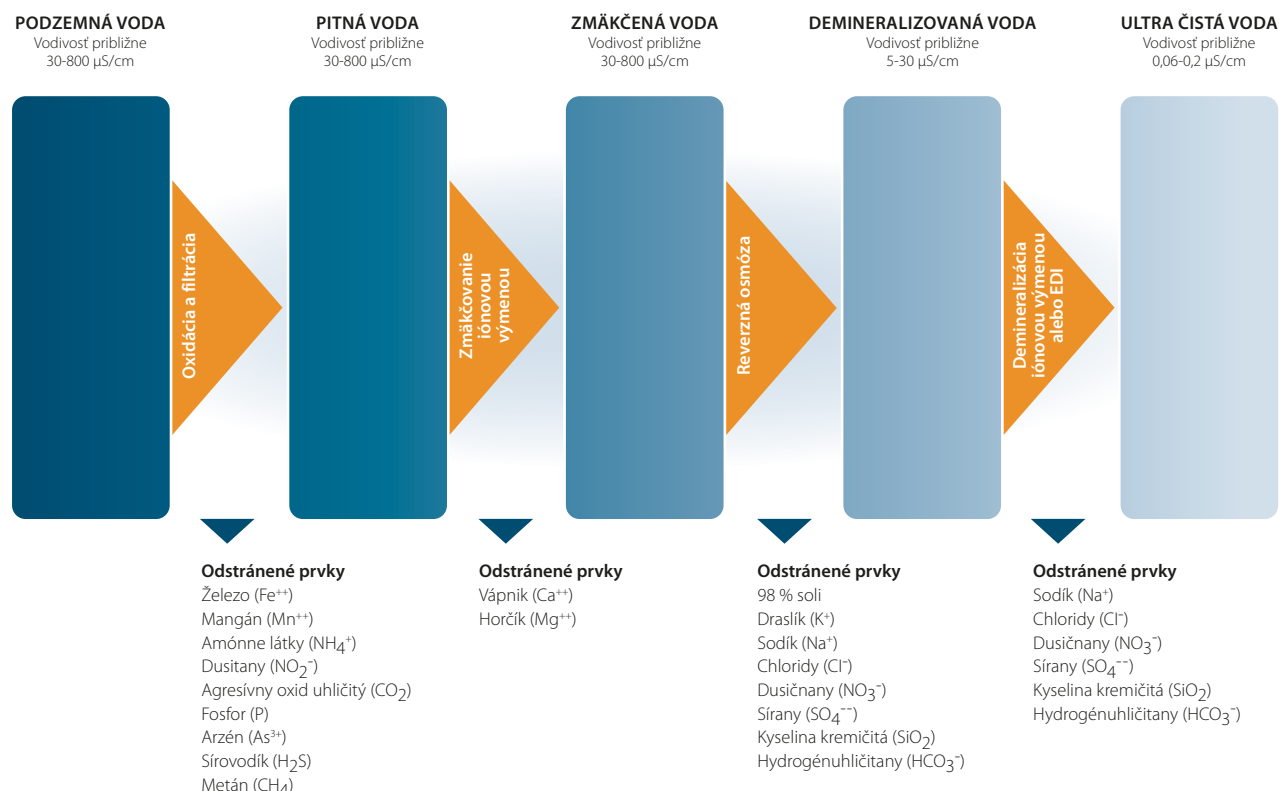 PODZEMNÁ VODA
Vodivosť približne
30-800 μS/cm
PITNÁ VODA
Vodivosť približne
30-800 μS/cm
ZMÄKČENÁ VODA
Vodivosť približne
30-800 μS/cm
DEMINERALIZOVANÁ VODA
Vodivosť približne
5-30 μS/cm
ULTRA ČISTÁ VODA
Vodivosť približne
0,06-0,2 μS/cm
Oxidácia a filtrácia
Zmäkčovanie
iónovou
výmenou
Reverzná osmóza
Demineralizácia
iónovou výmenou
alebo EDI
Odstránené prvky
Železo (Fe⁺⁺)
Mangán (Mn⁺⁺)
Amónne látky (NH₄⁺)
Dusitany (NO₂⁻)
Agresívny oxid uhličitý (CO₂)
Fosfor (P)
Arzén (As³⁺)
Sírovodík (H₂S)
Metán (CH₄)
Odstránené prvky
Vápnik (Ca⁺⁺)
Horčík (Mg⁺⁺)
Odstránené prvky
98 % soli
Draslík (K⁺)
Sodík (Na⁺)
Chloridy (Cl⁻)
Dusičnany (NO₃⁻)
Sírany (SO₄⁻⁻)
Kyselina kremičitá (SiO₂)
Hydrogénuhličitany (HCO₃⁻)
Odstránené prvky
Sodík (Na⁺)
Chloridy (Cl⁻)
Dusičnany (NO₃⁻)
Sírany (SO₄⁻⁻)
Kyselina kremičitá (SiO₂)
Hydrogénuhličitany (HCO₃⁻)